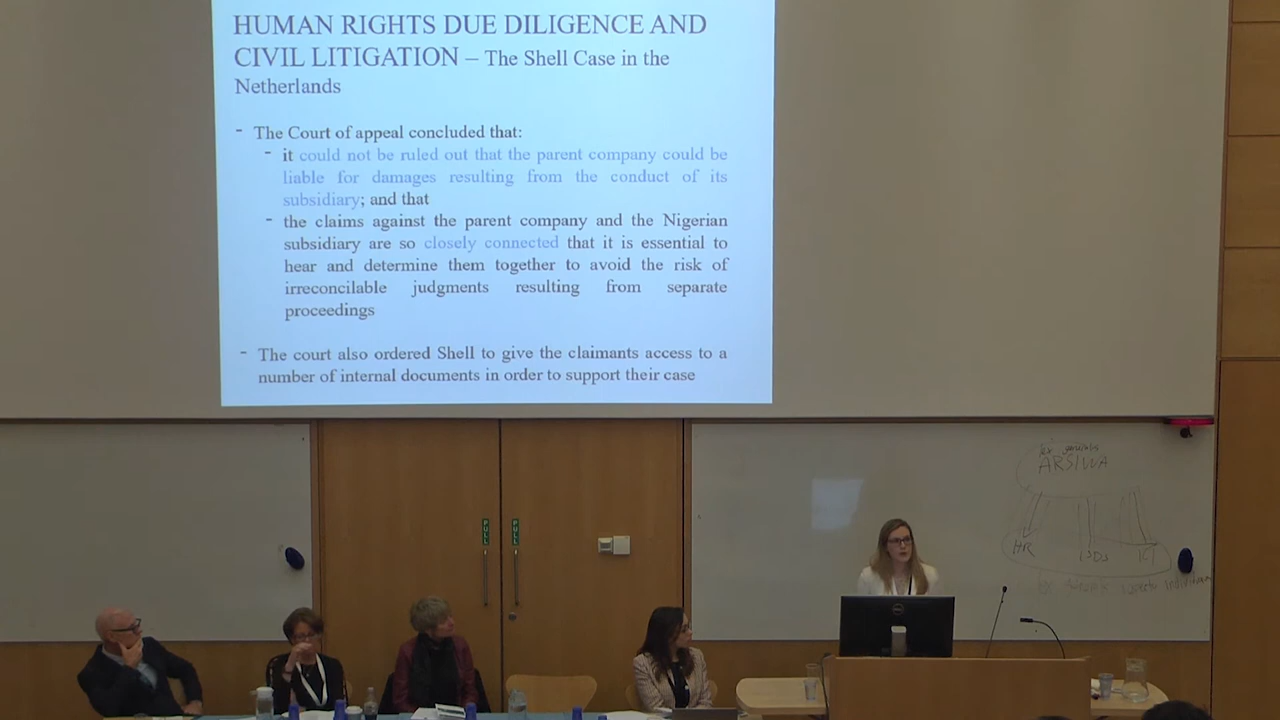 HUMAN RIGHTS DUE DILIGENCE AND
CIVIL LITIGATION – The Shell Case in the
Netherlands
- The Court of appeal concluded that:
- it could not be ruled out that the parent company could be
liable for damages resulting from the conduct of its
subsidiary; and that
- the claims against the parent company and the Nigerian
subsidiary are so closely connected that it is essential to
hear and determine them together to avoid the risk of
irreconcilable judgments resulting from separate
proceedings
- The court also ordered Shell to give the claimants access to a
number of internal documents in order to support their case
ARSIWA
HR
PULL
PULL
DELL